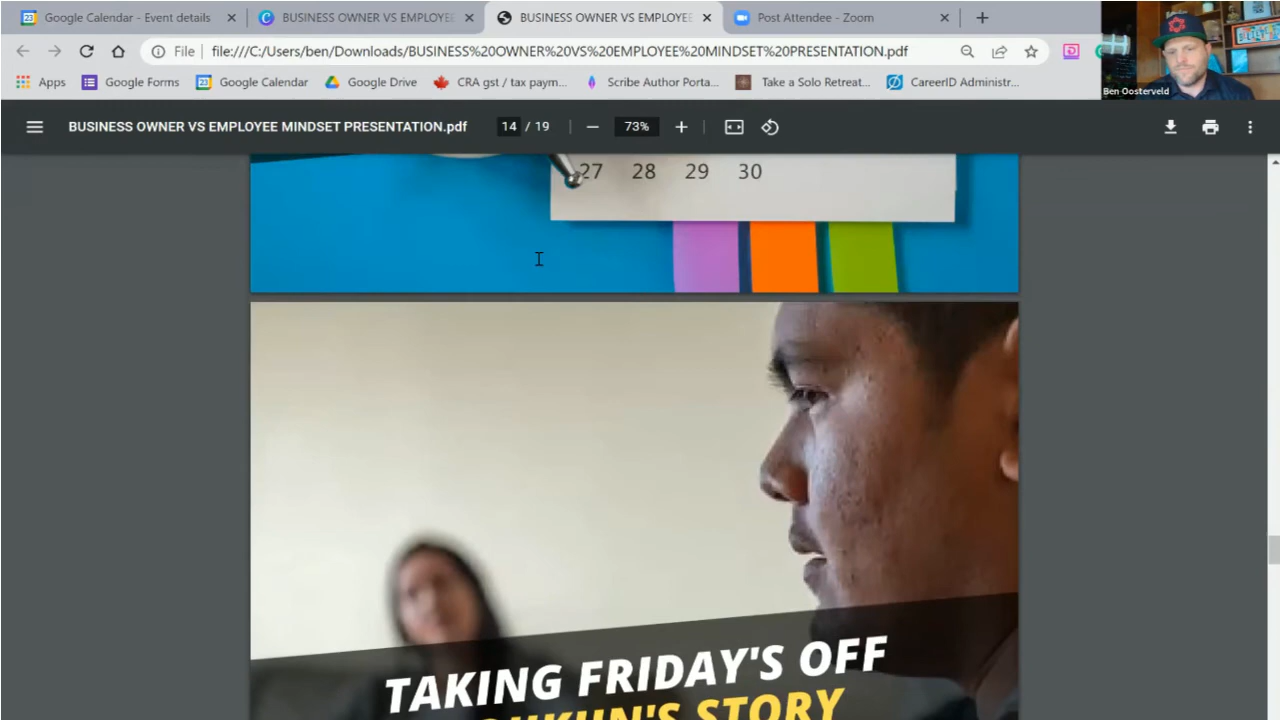 Google Calendar - Event details
BUSINESS OWNER VS EMPLOYEE
BUSINESS OWNER VS EMPLOYEE
Post Attendee - Zoom
File
file:///C:/Users/ben/Downloads/BUSINESS%20OWNER%20VS%20EMPLOYEE%20MINDSET%20PRESENTATION.pdf
Apps
Google Forms
Google Calendar
Google Drive
CRA gst / tax paym...
Scribe Author Porta...
Take a Solo Retreat...
CareerID Administr...
Ben Oosterveld
BUSINESS OWNER VS EMPLOYEE MINDSET PRESENTATION.pdf
14 / 19
73%
27 28 29 30
TAKING FRIDAY'S OFF
STORY